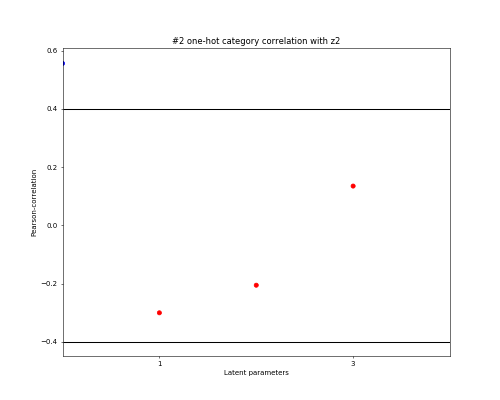 #2 one-hot category correlation with z2
0.6
0.4
0.2
0.0
−0.2
−0.4
Pearson-correlation
1
3
Latent parameters